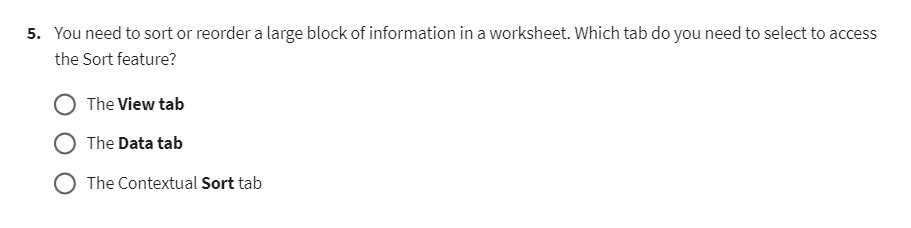 5. You need to sort or reorder a large block of information in a worksheet. Which tab do you need to select to access
the Sort feature?
The View tab
The Data tab
The Contextual Sort tab